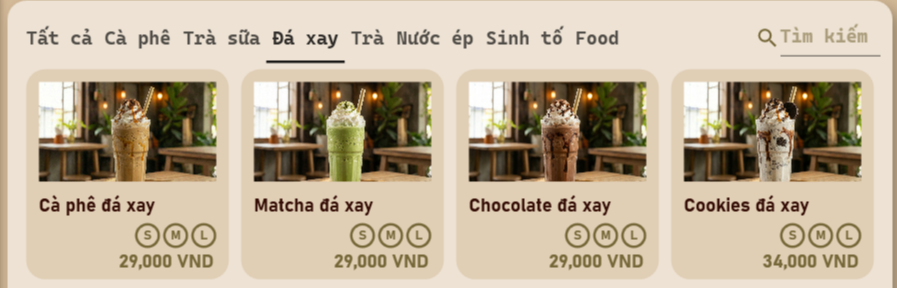 Tất cả Cà phê Trà sữa Đá xay Trà Nước ép Sinh tố Food Tìm kiếm
Cà phê đá xay
S M L
29,000 VND
Matcha đá xay
S M L
29,000 VND
Chocolate đá xay
S M L
29,000 VND
Cookies đá xay
S M L
34,000 VND